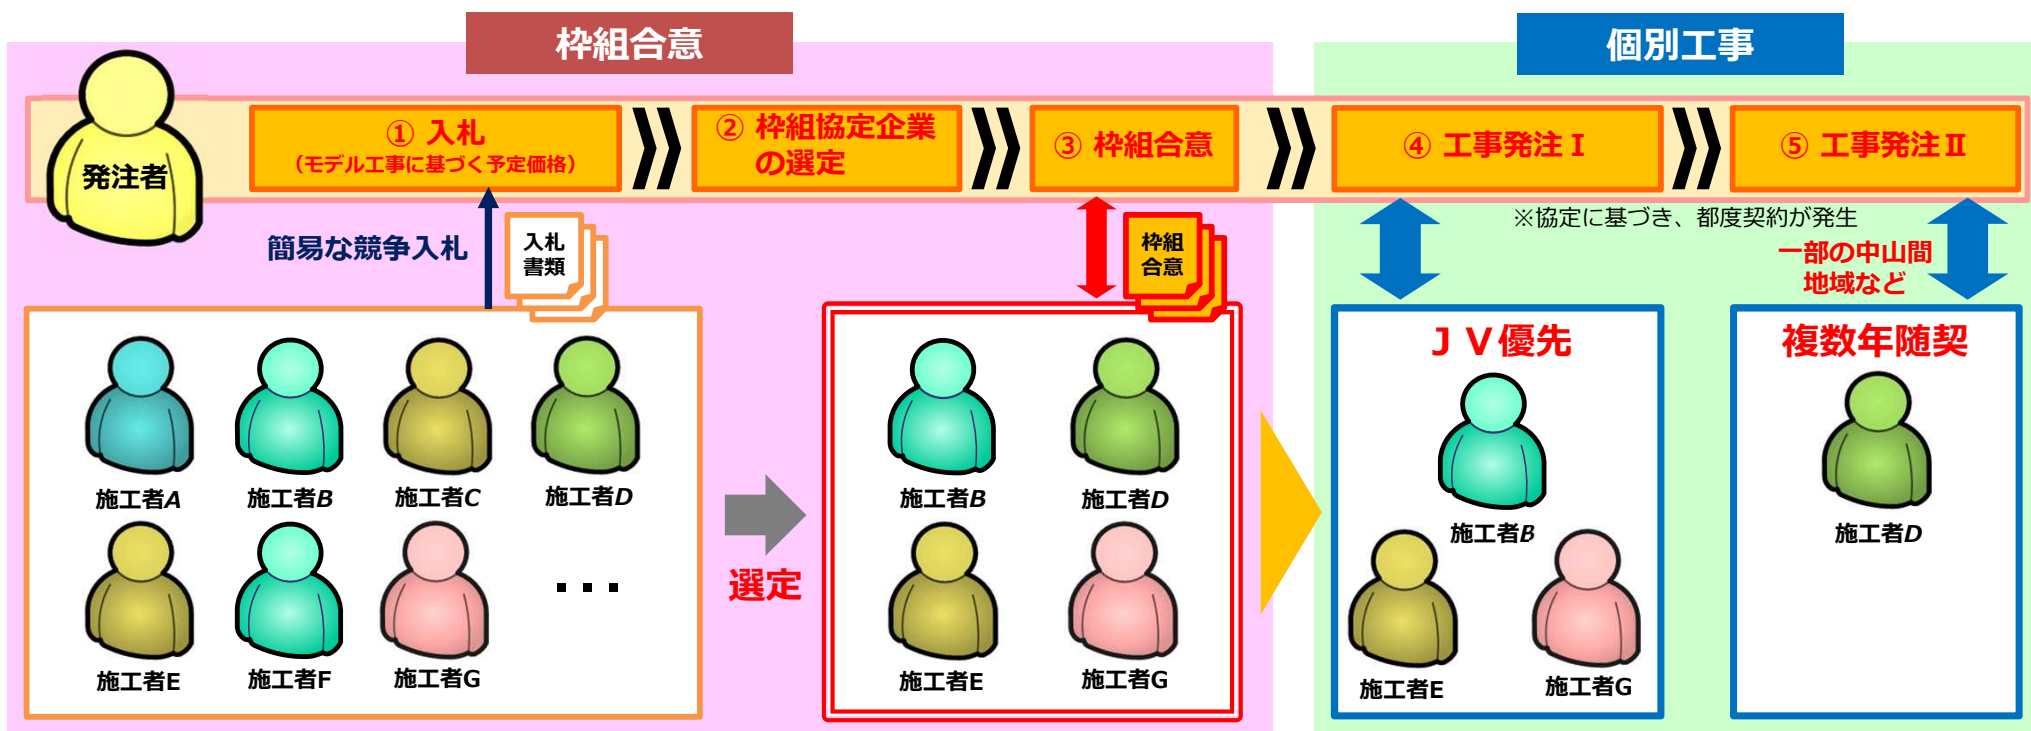 枠組合意
個別工事
発注者
① 入札
（モデル工事に基づく予定価格）
② 枠組協定企業
の選定
③ 枠組合意
④ 工事発注Ⅰ
⑤ 工事発注Ⅱ
※協定に基づき、都度契約が発生
簡易な競争入札
入札
書類
枠組
合意
一部の中山間
地域など
施工者A
施工者B
施工者C
施工者D
施工者E
施工者F
施工者G
・・・
選定
施工者B
施工者D
施工者E
施工者G
ＪＶ優先
施工者B
施工者E
施工者G
複数年随契
施工者D